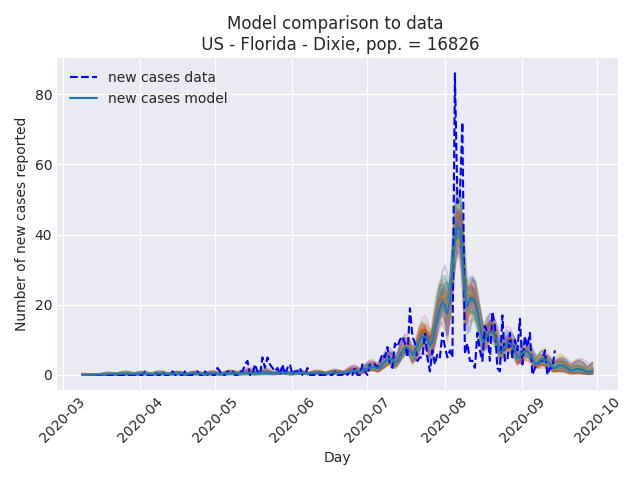 Model comparison to data
US - Florida - Dixie, pop. = 16826
new cases data
new cases model
Number of new cases reported
80
60
40
20
0
2020-03
2020-04
2020-05
2020-06
2020-07
2020-08
2020-09
2020-10
Day